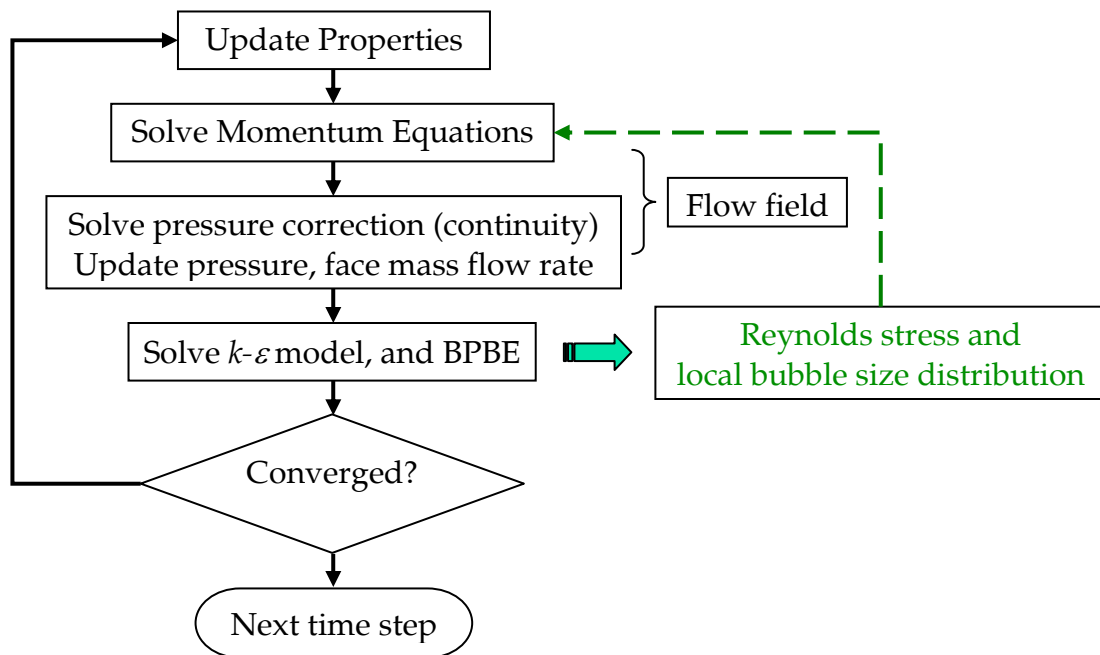 Update Properties
Solve Momentum Equations
Flow field
Solve pressure correction (continuity)
Update pressure, face mass flow rate
Solve k-ε model, and BPBE
Reynolds stress and
local bubble size distribution
Converged?
Next time step